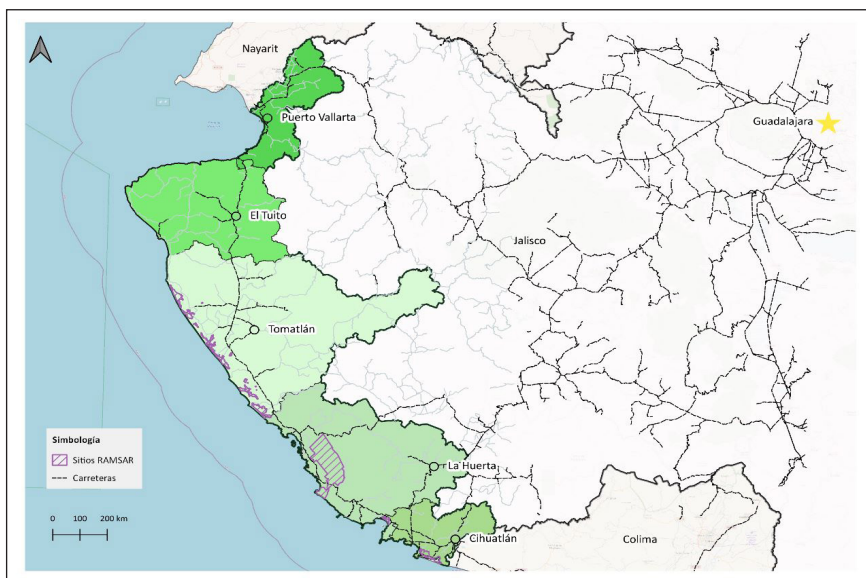 Nayarit
Puerto Vallarta
Guadalajara
El Tuito
Jalisco
Tomatlán
Simbología
Sitios RAMSAR
Carreteras
La Huerta
0 100 200 km
Cihuatlán
Colima